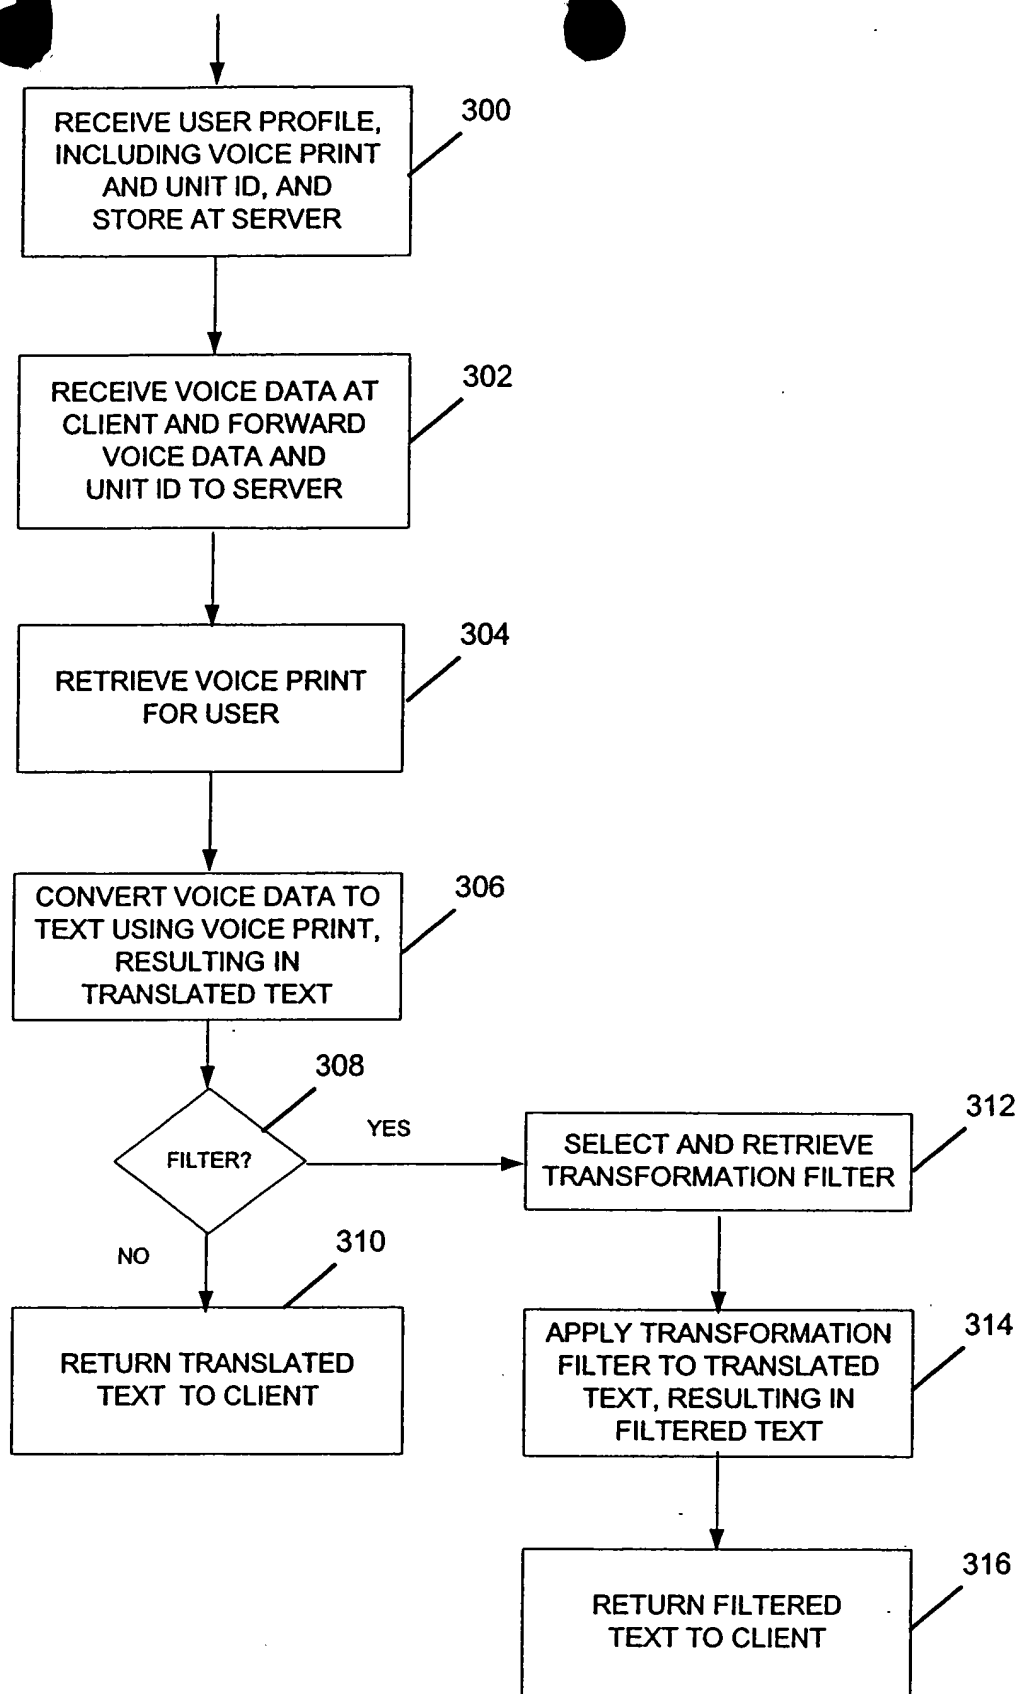 300
RECEIVE USER PROFILE,
INCLUDING VOICE PRINT
AND UNIT ID, AND
STORE AT SERVER
302
RECEIVE VOICE DATA AT
CLIENT AND FORWARD
VOICE DATA AND
UNIT ID TO SERVER
304
RETRIEVE VOICE PRINT
FOR USER
306
CONVERT VOICE DATA TO
TEXT USING VOICE PRINT,
RESULTING IN
TRANSLATED TEXT
308
FILTER?
YES
312
SELECT AND RETRIEVE
TRANSFORMATION FILTER
NO
310
RETURN TRANSLATED
TEXT TO CLIENT
314
APPLY TRANSFORMATION
FILTER TO TRANSLATED
TEXT, RESULTING IN
FILTERED TEXT
316
RETURN FILTERED
TEXT TO CLIENT